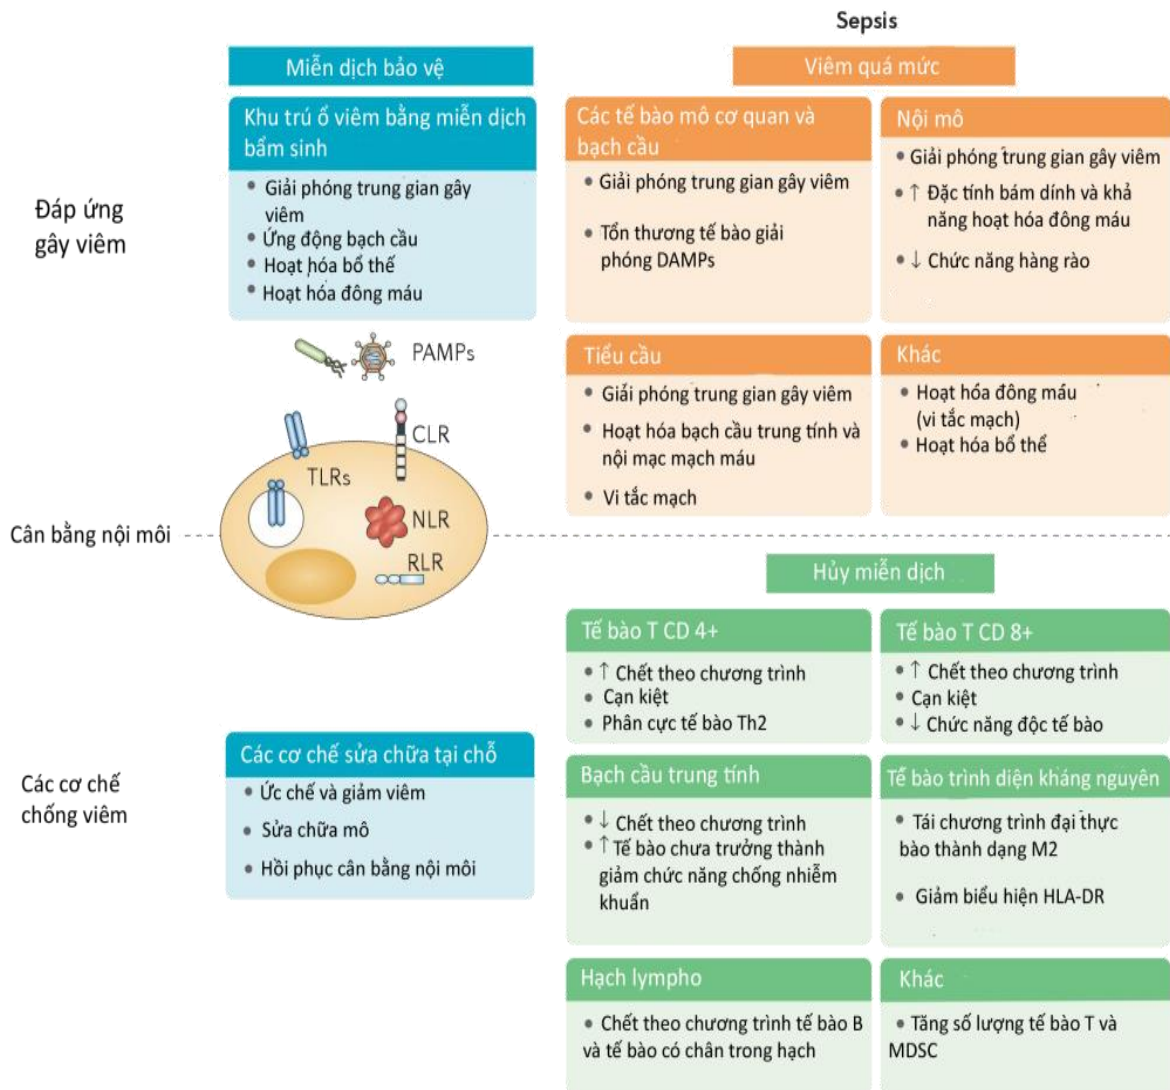 Sepsis
Miễn dịch bảo vệ
Viêm quá mức
Khu trú ổ viêm bằng miễn dịch
bẩm sinh
• Giải phóng trung gian gây
viêm
• Ứng động bạch cầu
• Hoạt hóa bổ thế
• Hoạt hóa đông máu
Các tế bào mô cơ quan và
bạch cầu
• Giải phóng trung gian gây viêm
• Tổn thương tế bào giải
phóng DAMPs
Nội mô
• Giải phóng trung gian gây viêm
• ↑ Đặc tính bám dính và khả
năng hoạt hóa đông máu
• ↓ Chức năng hàng rào
Đáp ứng
gây viêm
PAMPs
CLR
TLRs
NLR
RLR
Tiểu cầu
• Giải phóng trung gian gây viêm
• Hoạt hóa bạch cầu trung tính và
nội mạc mạch máu
• Vi tắc mạch
Khác
• Hoạt hóa đông máu
(vi tắc mạch)
• Hoạt hóa bổ thể
Cân bằng nội môi
Hủy miễn dịch
Tế bào T CD 4+
• ↑ Chết theo chương trình
• Cạn kiệt
• Phân cực tế bào Th2
Tế bào T CD 8+
• ↑ Chết theo chương trình
• Cạn kiệt
• ↓ Chức năng độc tế bào
Các cơ chế
chống viêm
Các cơ chế sửa chữa tại chỗ
• Ức chế và giảm viêm
• Sửa chữa mô
• Hồi phục cân bằng nội môi
Bạch cầu trung tính
• ↓ Chết theo chương trình
• ↑ Tế bào chưa trưởng thành
giảm chức năng chống nhiễm
khuẩn
Tế bào trình diện kháng nguyên
• Tái chương trình đại thực
bào thành dạng M2
• Giảm biểu hiện HLA-DR
Hạch lympho
• Chết theo chương trình tế bào B
và tế bào có chân trong hạch
Khác
• Tăng số lượng tế bào T và
MDSC